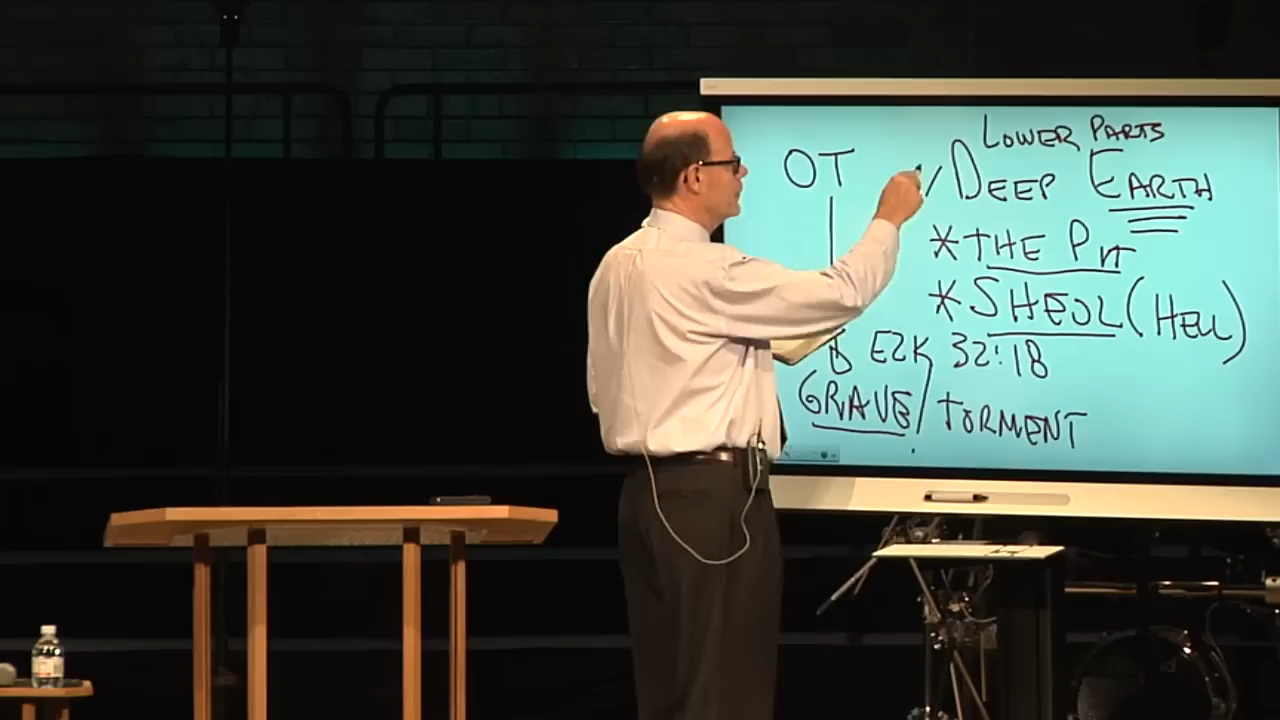 LOWER PARTS
OT / DEEP EARTH
* THE PIT
* SHEOL (HELL)
EZK 32:18
GRAVE / TORMENT